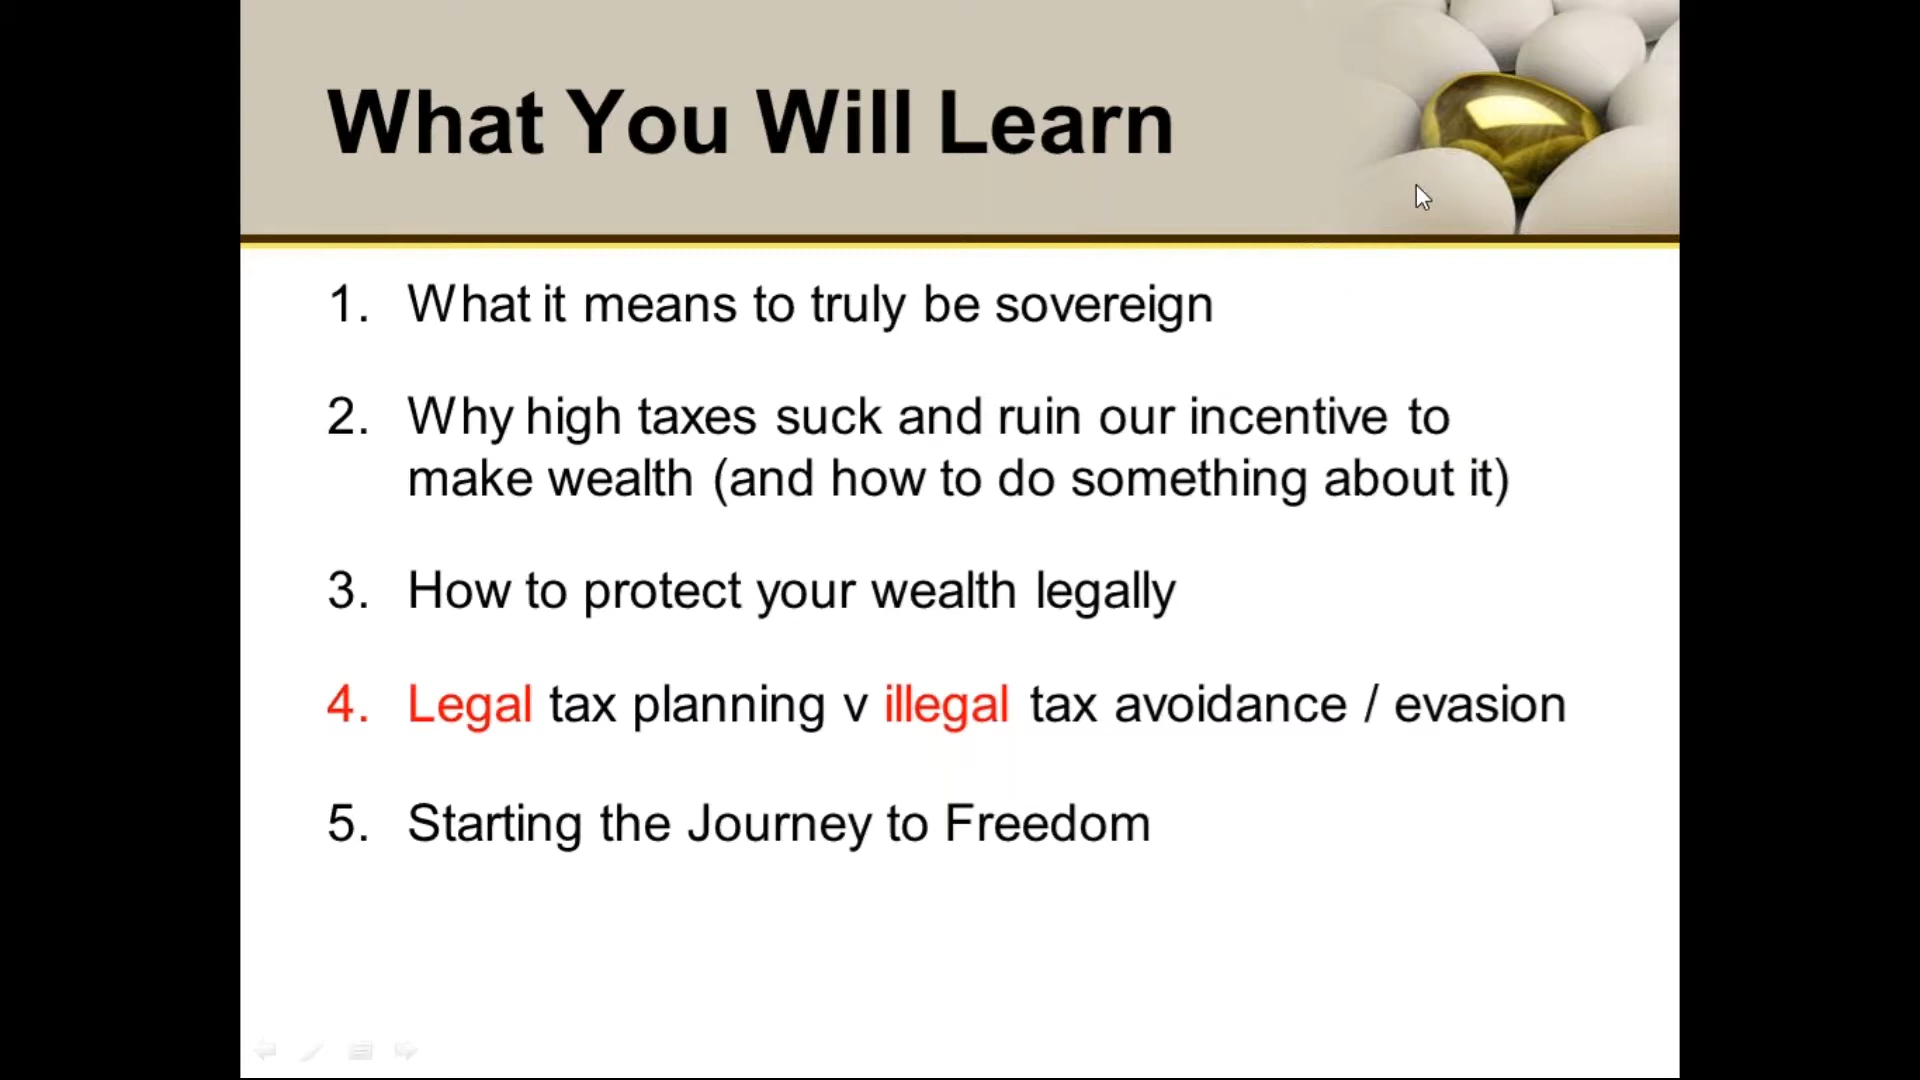 What You Will Learn
1. What it means to truly be sovereign
2. Why high taxes suck and ruin our incentive to
make wealth (and how to do something about it)
3. How to protect your wealth legally
4. Legal tax planning v illegal tax avoidance / evasion
5. Starting the Journey to Freedom